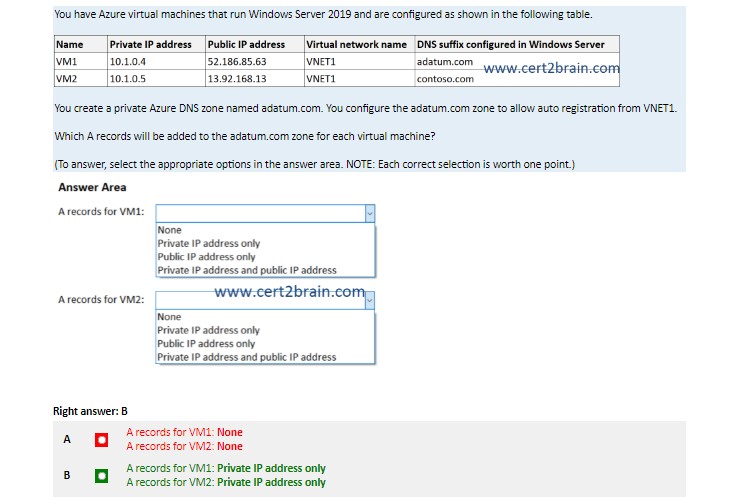 You have Azure virtual machines that run Windows Server 2019 and are configured as shown in the following table.
Name Private IP address Public IP address Virtual network name DNS suffix configured in Windows Server
VM1 10.1.0.4 52.186.85.63 VNET1 adatum.com
www.cert2brain.com
VM2 10.1.0.5 13.92.168.13 VNET1 contoso.com
You create a private Azure DNS zone named adatum.com. You configure the adatum.com zone to allow auto registration from VNET1.
Which A records will be added to the adatum.com zone for each virtual machine?
(To answer, select the appropriate options in the answer area. NOTE: Each correct selection is worth one point.)
Answer Area
A records for VM1:
None
Private IP address only
Public IP address only
Private IP address and public IP address
www.cert2brain.com
A records for VM2:
None
Private IP address only
Public IP address only
Private IP address and public IP address
Right answer: B
A
A records for VM1: None
A records for VM2: None
B
A records for VM1: Private IP address only
A records for VM2: Private IP address only